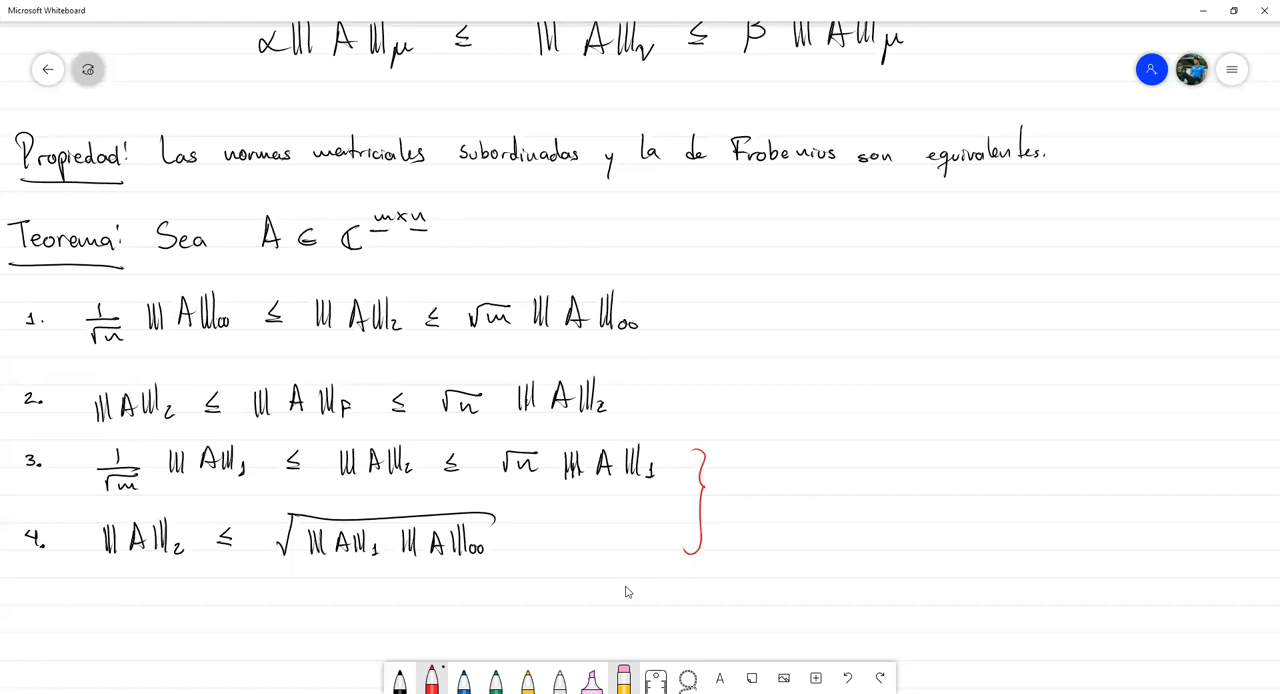 Microsoft Whiteboard
α⦀A⦀μ ≤ ⦀A⦀ν ≤ β⦀A⦀μ
Propiedad: Las normas matriciales subordinadas y la de Frobenius son equivalentes.
Teorema: Sea A ∈ ℂ^{m×n}
1. 1/√n ⦀A⦀∞ ≤ ⦀A⦀2 ≤ √m ⦀A⦀∞
2. ⦀A⦀2 ≤ ⦀A⦀F ≤ √n ⦀A⦀2
3. 1/√m ⦀A⦀1 ≤ ⦀A⦀2 ≤ √n ⦀A⦀1
4. ⦀A⦀2 ≤ √(⦀A⦀1 ⦀A⦀∞)